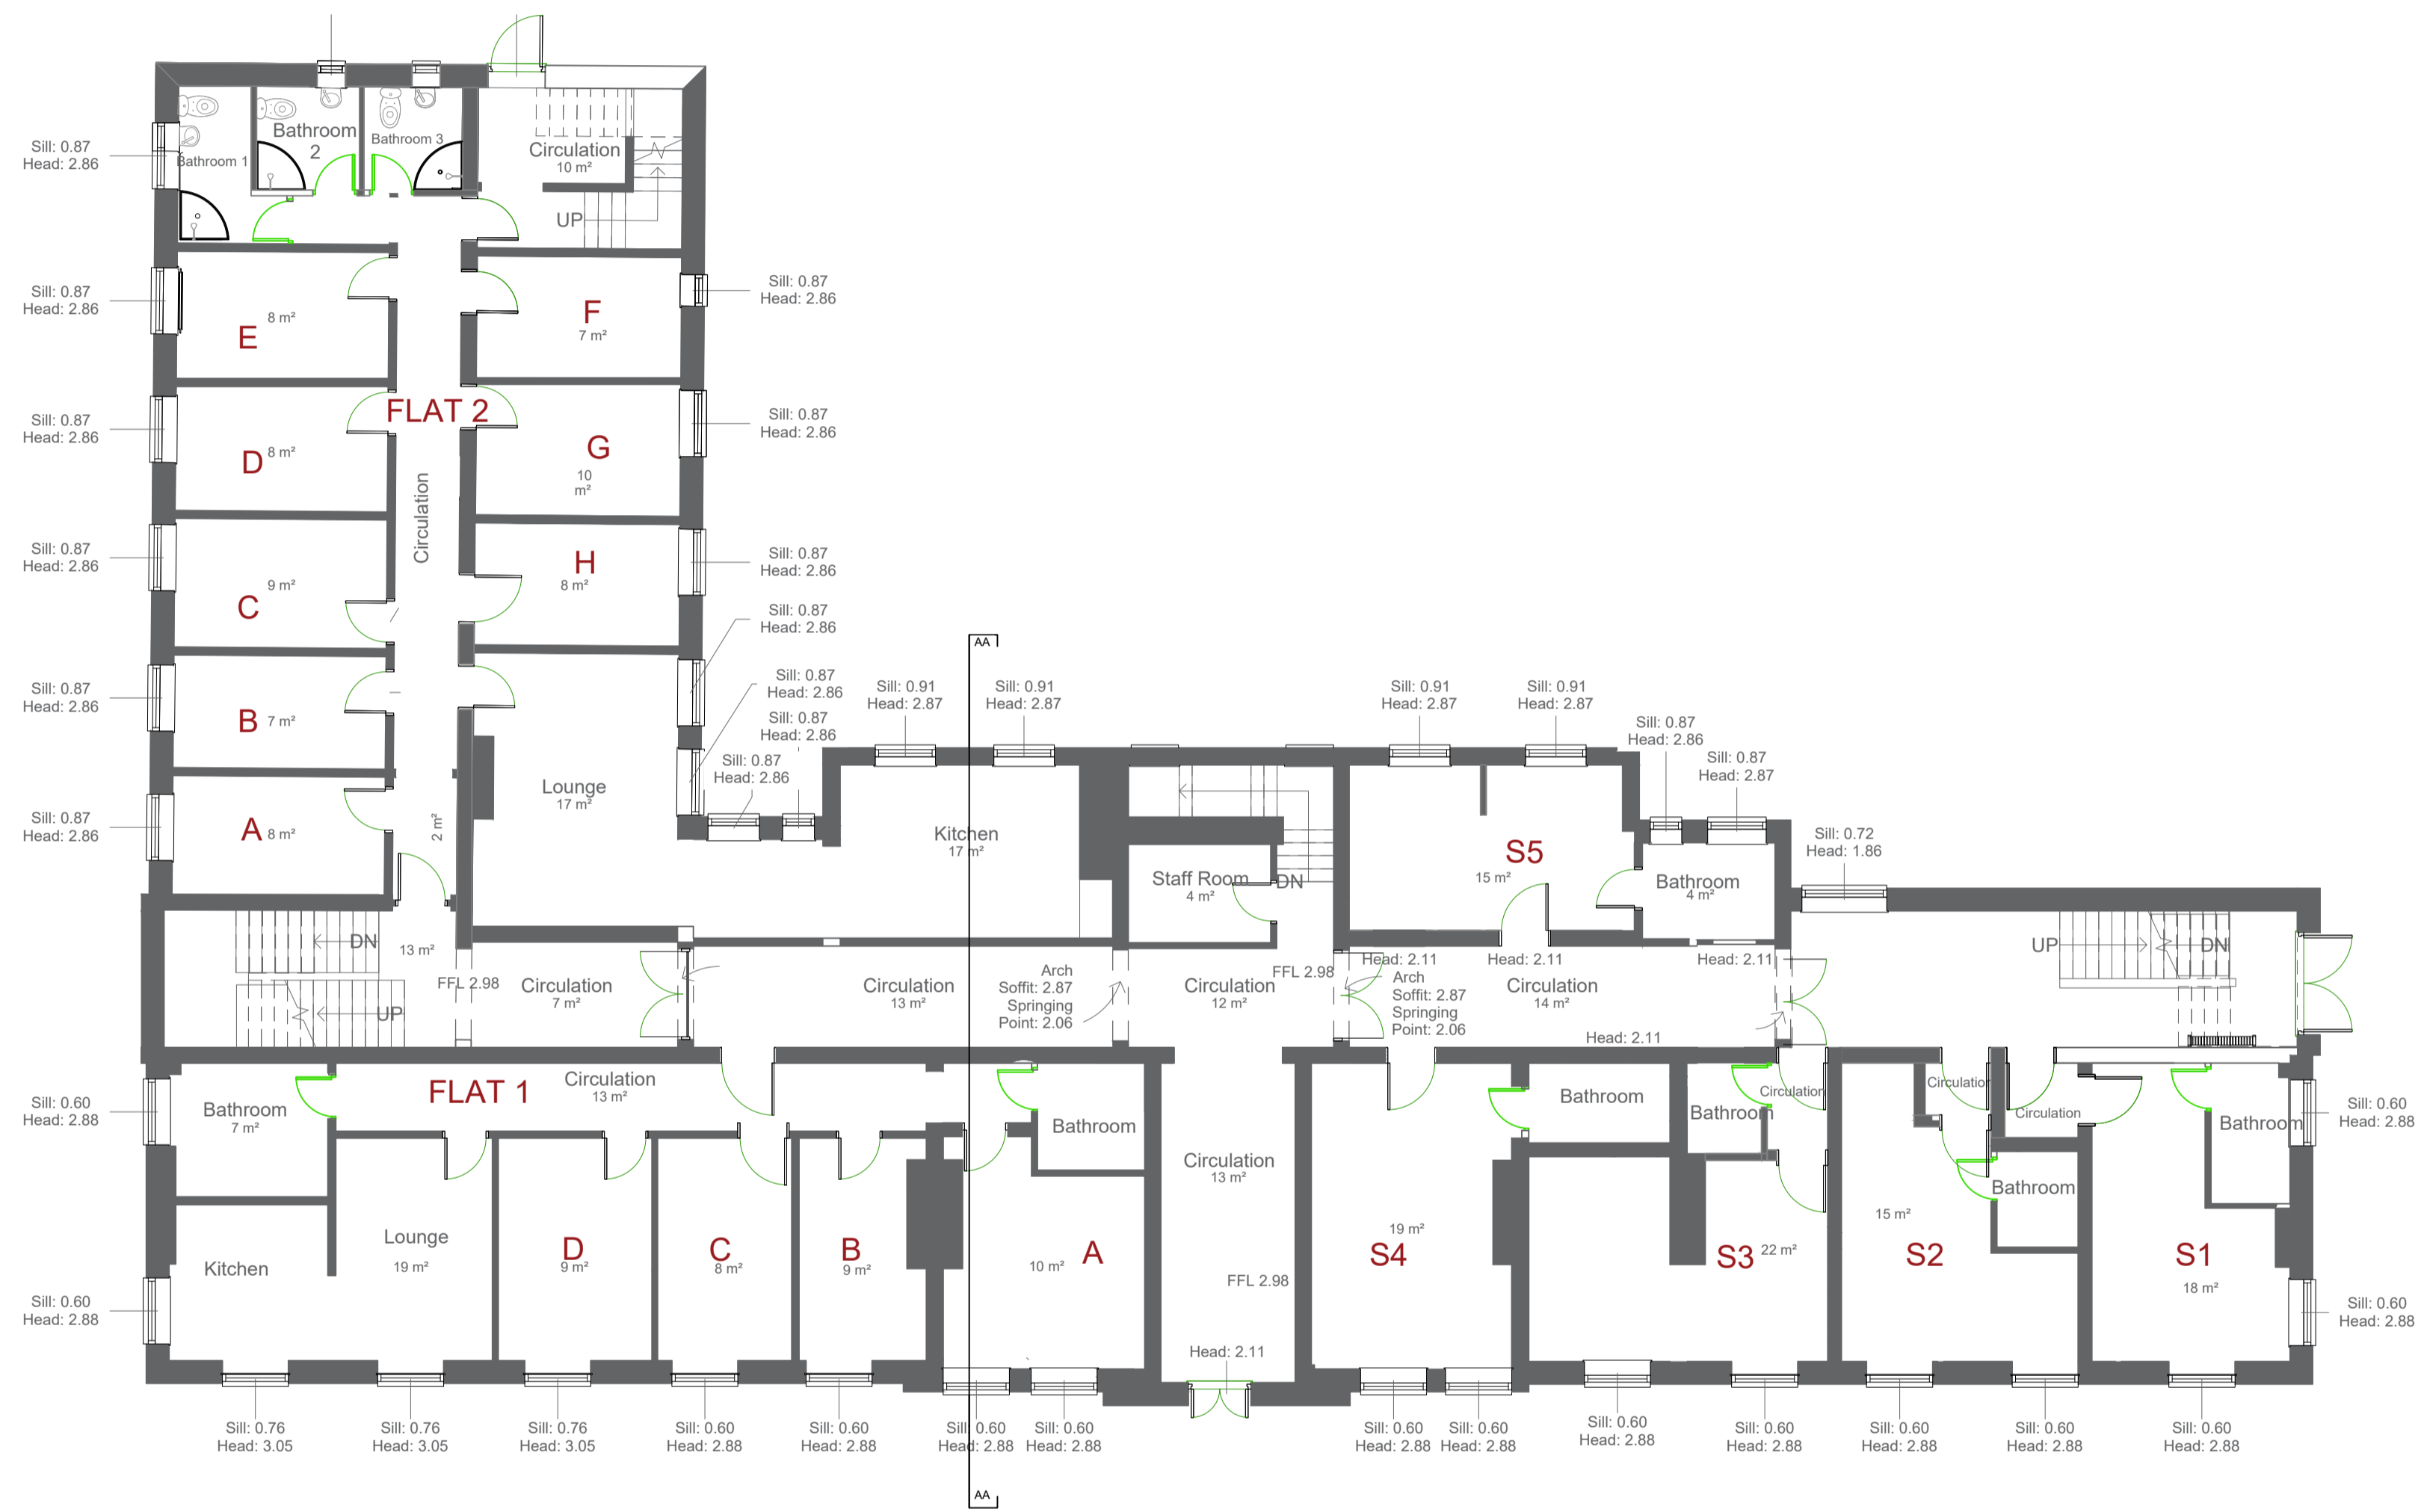 Bathroom 1
Bathroom
2
Bathroom 3
Circulation
10 m²
UP
Sill: 0.87
Head: 2.86
Sill: 0.87
Head: 2.86
E
8 m²
F
7 m²
Sill: 0.87
Head: 2.86
FLAT 2
Sill: 0.87
Head: 2.86
D
8 m²
G
10
m²
Sill: 0.87
Head: 2.86
Circulation
Sill: 0.87
Head: 2.86
C
9 m²
H
8 m²
Sill: 0.87
Head: 2.86
Sill: 0.87
Head: 2.86
Sill: 0.87
Head: 2.86
B
7 m²
Sill: 0.87
Head: 2.86
Sill: 0.87
Head: 2.86
Sill: 0.87
Head: 2.86
Sill: 0.87
Head: 2.86
A
8 m²
2 m²
Lounge
17 m²
AA
Sill: 0.91
Head: 2.87
Sill: 0.91
Head: 2.87
Kitchen
17 m²
Staff Room
4 m²
DN
Sill: 0.91
Head: 2.87
Sill: 0.91
Head: 2.87
Sill: 0.87
Head: 2.86
Sill: 0.87
Head: 2.87
S5
15 m²
Bathroom
4 m²
Sill: 0.72
Head: 1.86
DN
13 m²
UP
FFL 2.98
Circulation
7 m²
Circulation
13 m²
Arch
Soffit: 2.87
Springing
Point: 2.06
Circulation
12 m²
FFL 2.98
Head: 2.11
Arch
Soffit: 2.87
Springing
Point: 2.06
Head: 2.11
Circulation
14 m²
Head: 2.11
Head: 2.11
UP
DN
Sill: 0.60
Head: 2.88
Bathroom
7 m²
FLAT 1
Circulation
13 m²
Bathroom
Circulation
13 m²
Bathroom
Bathroom
Circulation
Circulation
Circulation
Bathroom
Bathroom
Sill: 0.60
Head: 2.88
Sill: 0.60
Head: 2.88
Kitchen
Lounge
19 m²
D
9 m²
C
8 m²
B
9 m²
10 m²
A
FFL 2.98
Head: 2.11
19 m²
S4
S3
22 m²
15 m²
S2
S1
18 m²
Sill: 0.60
Head: 2.88
Sill: 0.76
Head: 3.05
Sill: 0.76
Head: 3.05
Sill: 0.76
Head: 3.05
Sill: 0.60
Head: 2.88
Sill: 0.60
Head: 2.88
Sill: 0.60
Head: 2.88
Sill: 0.60
Head: 2.88
Sill: 0.60
Head: 2.88
Sill: 0.60
Head: 2.88
Sill: 0.60
Head: 2.88
Sill: 0.60
Head: 2.88
Sill: 0.60
Head: 2.88
Sill: 0.60
Head: 2.88
Sill: 0.60
Head: 2.88
AA